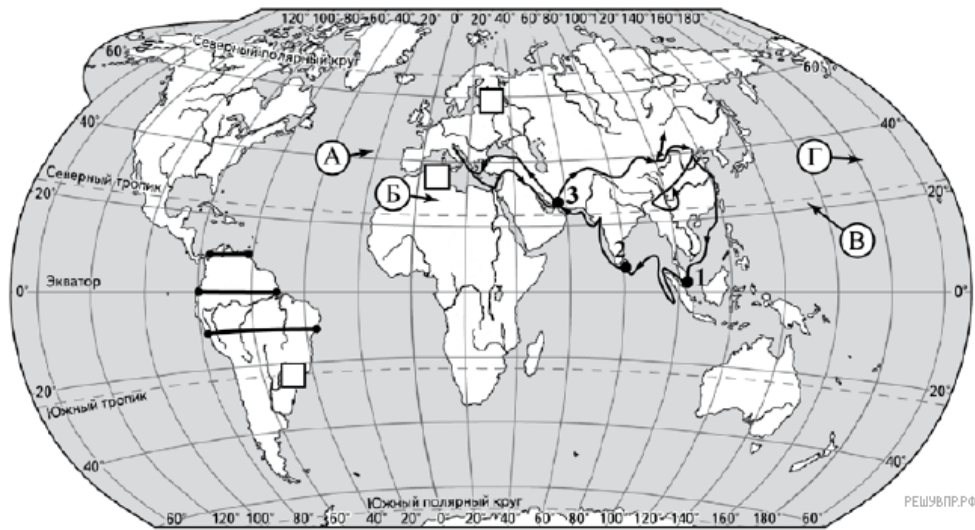 120° 100° 80° 60° 40° 20° 0° 20° 40° 60° 80° 100° 120° 140° 160° 180°
60° Северный полярный круг 60°
40° 40°
А Г
Северный тропик
20° Б 3 20°
В
2
Экватор 1
0° 0°
20° 20°
Южный тропик
40° 40°
РЕШУВПР.РФ
Южный полярный круг
60° 120° 100° 80° 60° 40° 20° 0° 20° 40° 60° 80° 100° 120° 140° 180° 60°